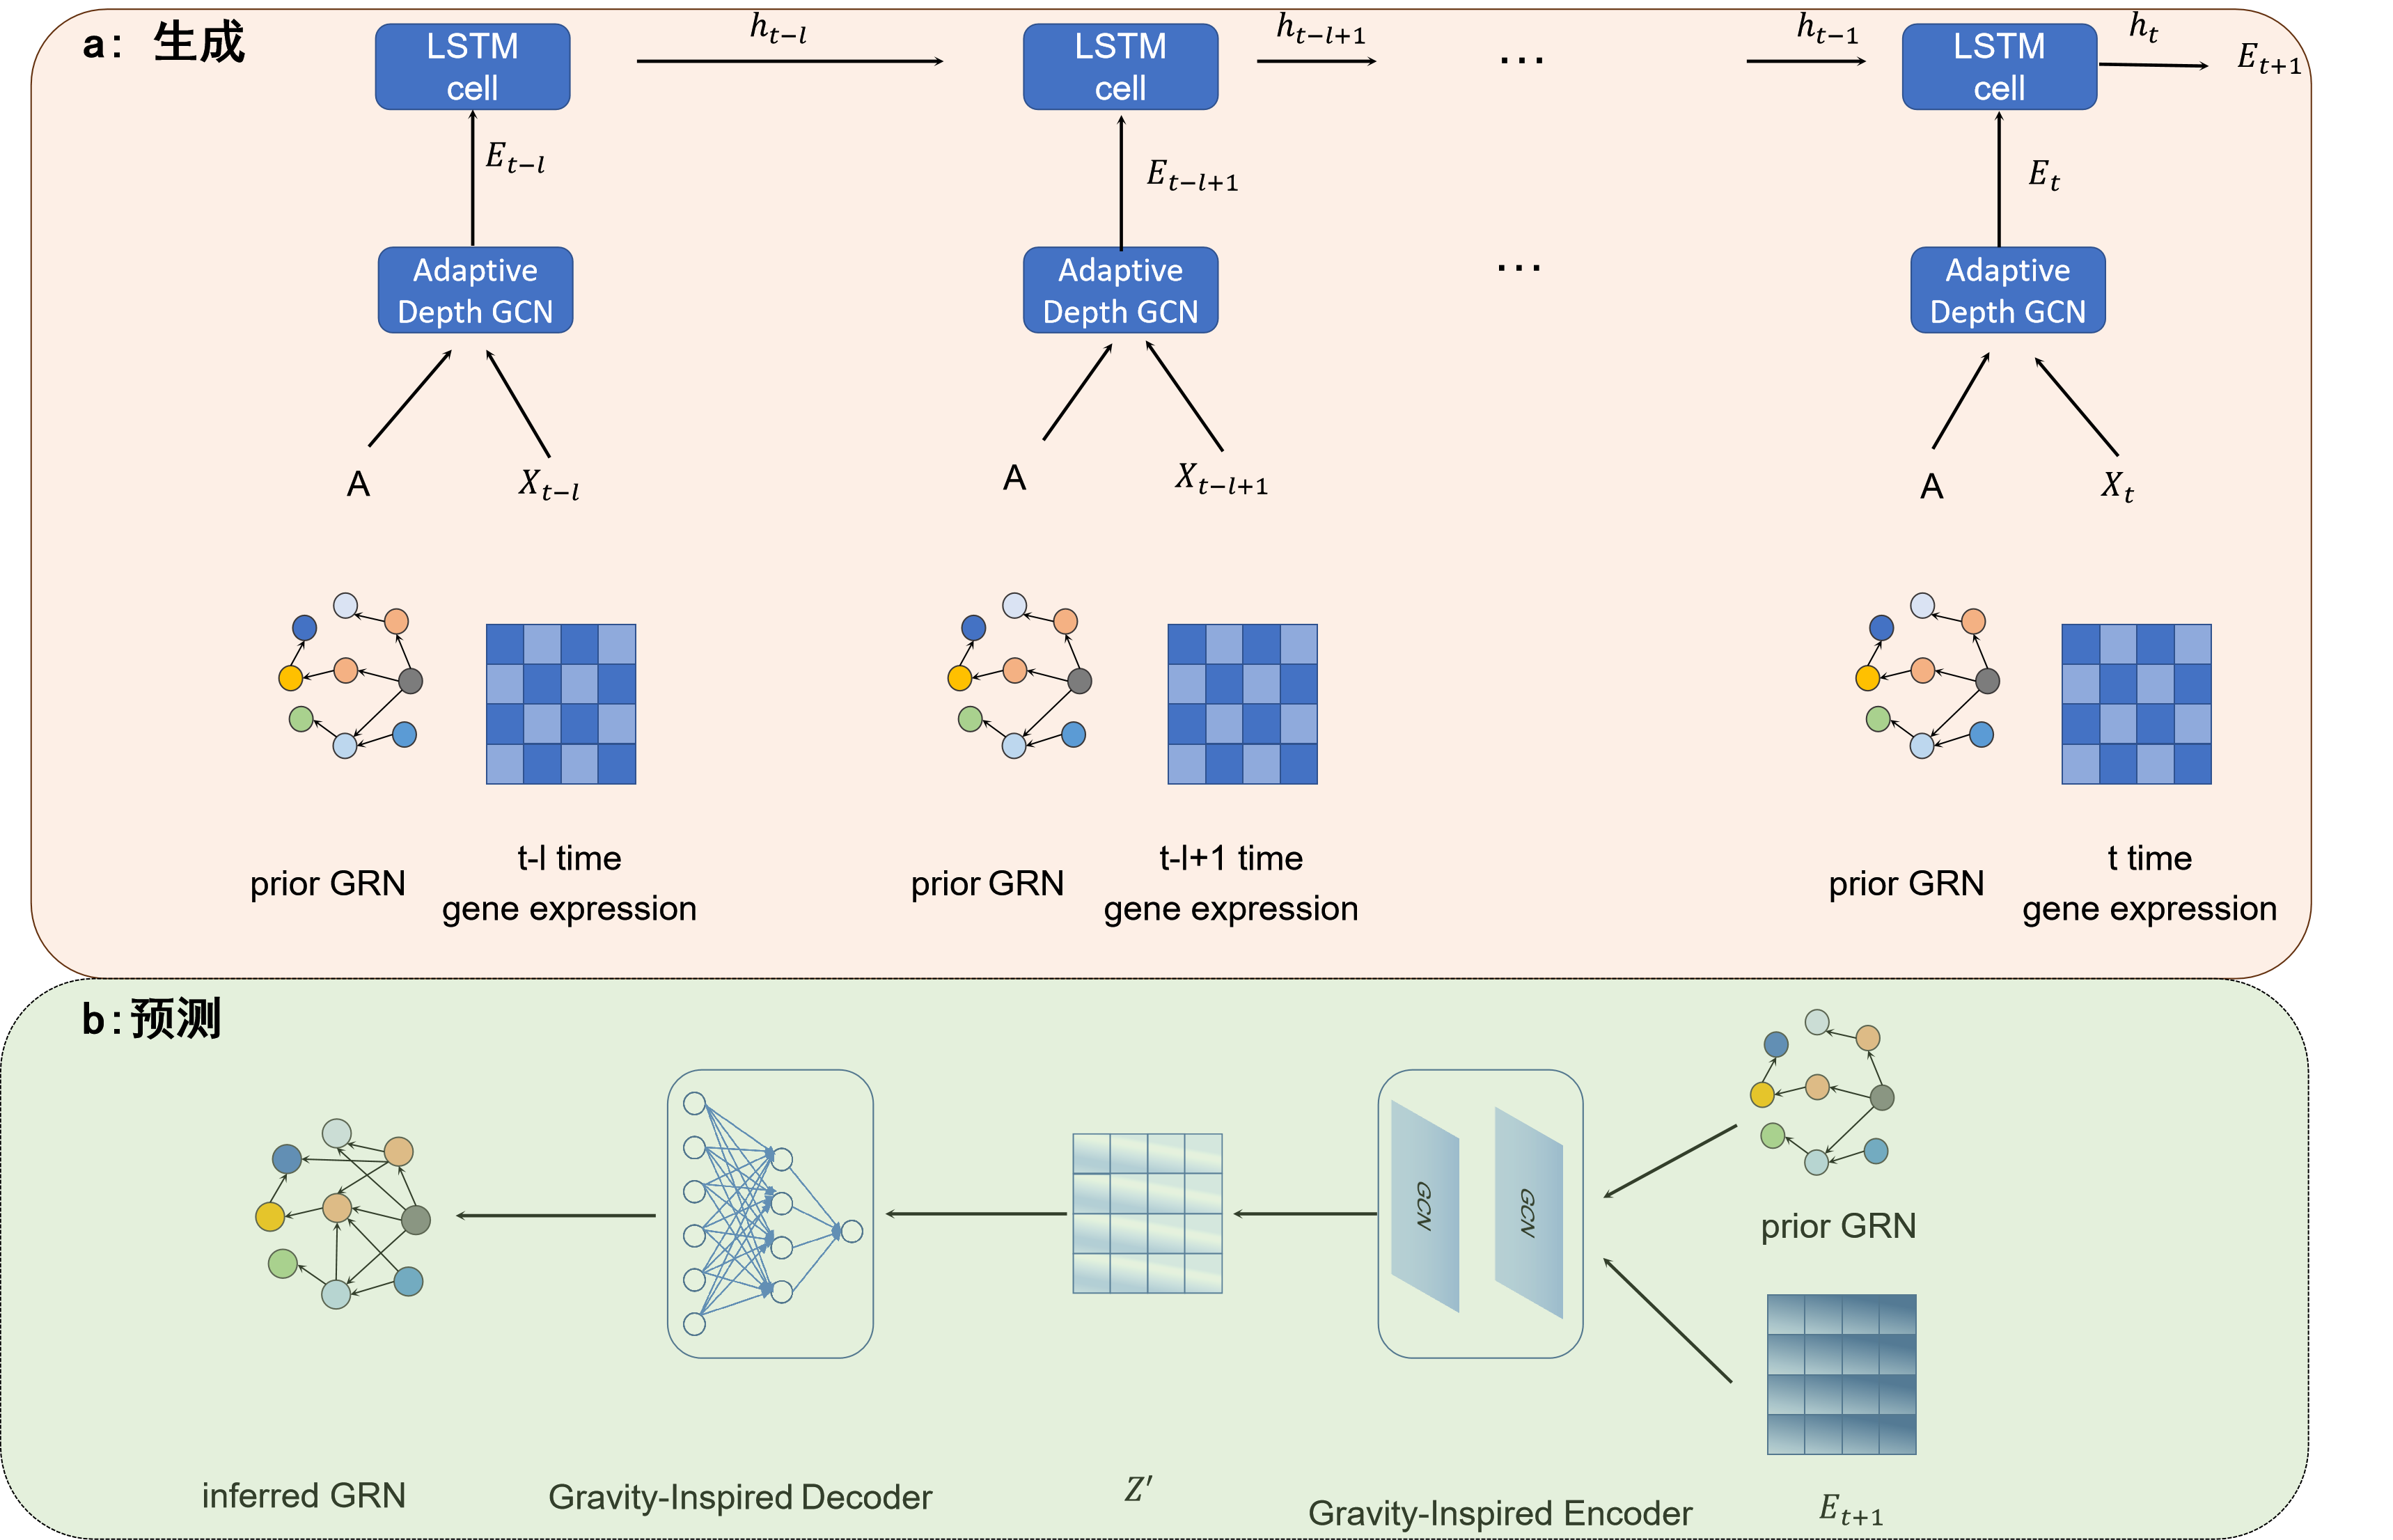 a: 生成
LSTM
cell
h_{t-l}
LSTM
cell
h_{t-l+1}
...
h_{t-1}
LSTM
cell
h_t
E_{t+1}
E_{t-l}
E_{t-l+1}
E_t
Adaptive
Depth GCN
Adaptive
Depth GCN
...
Adaptive
Depth GCN
A
X_{t-l}
A
X_{t-l+1}
A
X_t
prior GRN
t-l time
gene expression
prior GRN
t-l+1 time
gene expression
prior GRN
t time
gene expression
b:预测
GCN
GCN
prior GRN
inferred GRN
Gravity-Inspired Decoder
Z′
Gravity-Inspired Encoder
E_{t+1}